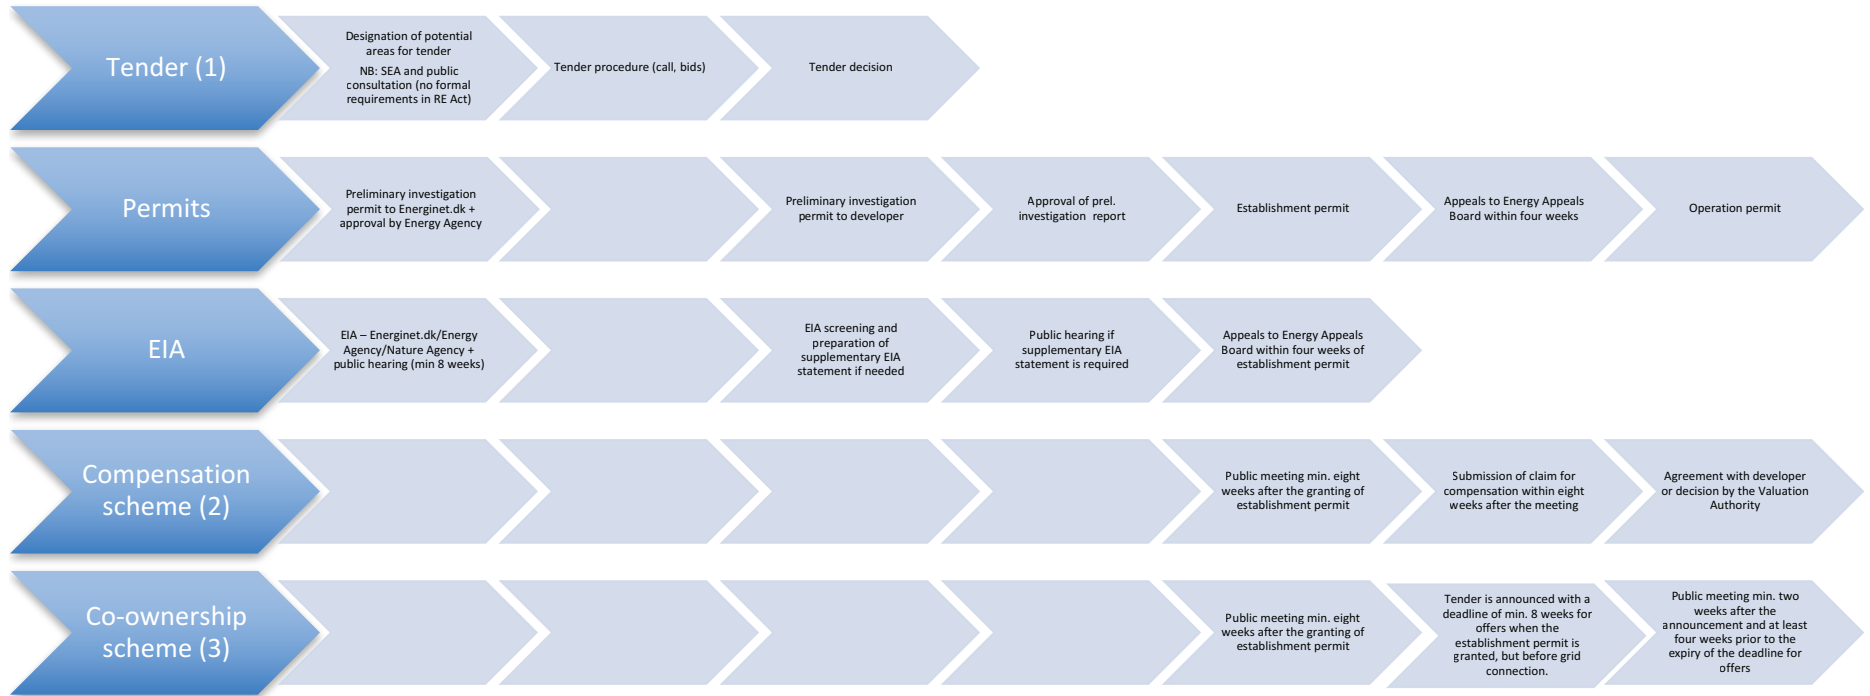 Tender (1)
Designation of potential
areas for tender
NB: SEA and public
consultation (no formal
requirements in RE Act)
Tender procedure (call, bids)
Tender decision
Permits
Preliminary investigation
permit to Energinet.dk +
approval by Energy Agency
Preliminary investigation
permit to developer
Approval of prel.
investigation report
Establishment permit
Appeals to Energy Appeals
Board within four weeks
Operation permit
EIA
EIA – Energinet.dk/Energy
Agency/Nature Agency +
public hearing (min 8 weeks)
EIA screening and
preparation of
supplementary EIA
statement if needed
Public hearing if
supplementary EIA
statement is required
Appeals to Energy Appeals
Board within four weeks of
establishment permit
Compensation
scheme (2)
Public meeting min. eight
weeks after the granting of
establishment permit
Submission of claim for
compensation within eight
weeks after the meeting
Agreement with developer
or decision by the Valuation
Authority
Co-ownership
scheme (3)
Public meeting min. eight
weeks after the granting of
establishment permit
Tender is announced with a
deadline of min. 8 weeks for
offers when the
establishment permit is
granted, but before grid
connection.
Public meeting min. two
weeks after the
announcement and at least
four weeks prior to the
expiry of the deadline for
offers